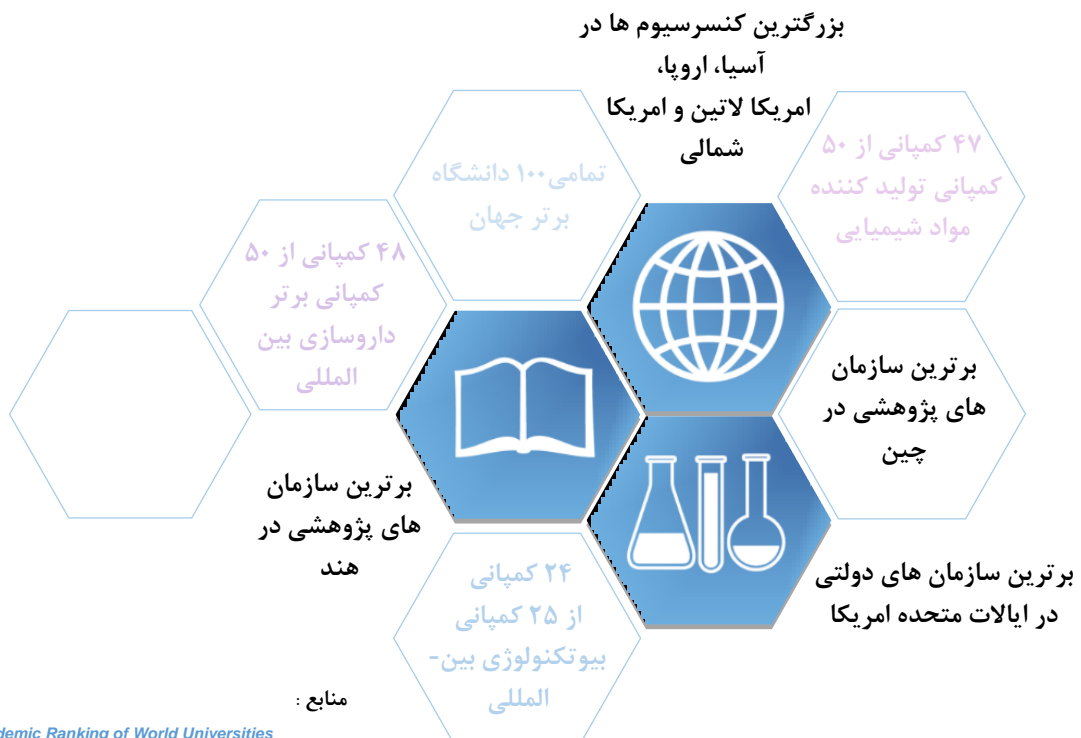 بزرگترین کنسرسیوم ها در
آسیا، اروپا،
امریکا لاتین و امریکا
شمالی
۴۷ کمپانی از ۵۰
کمپانی تولید کننده
مواد شیمیایی
تمامی۱۰۰ دانشگاه
برتر جهان
۴۸ کمپانی از ۵۰
کمپانی برتر
داروسازی بین
المللی
برترین سازمان
های پژوهشی در
چین
برترین سازمان
های پژوهشی در
هند
برترین سازمان های دولتی
در ایالات متحده امریکا
۲۴ کمپانی
از ۲۵ کمپانی
بیوتکنولوژی بین-
المللی
منابع :
Ranking of World Universities